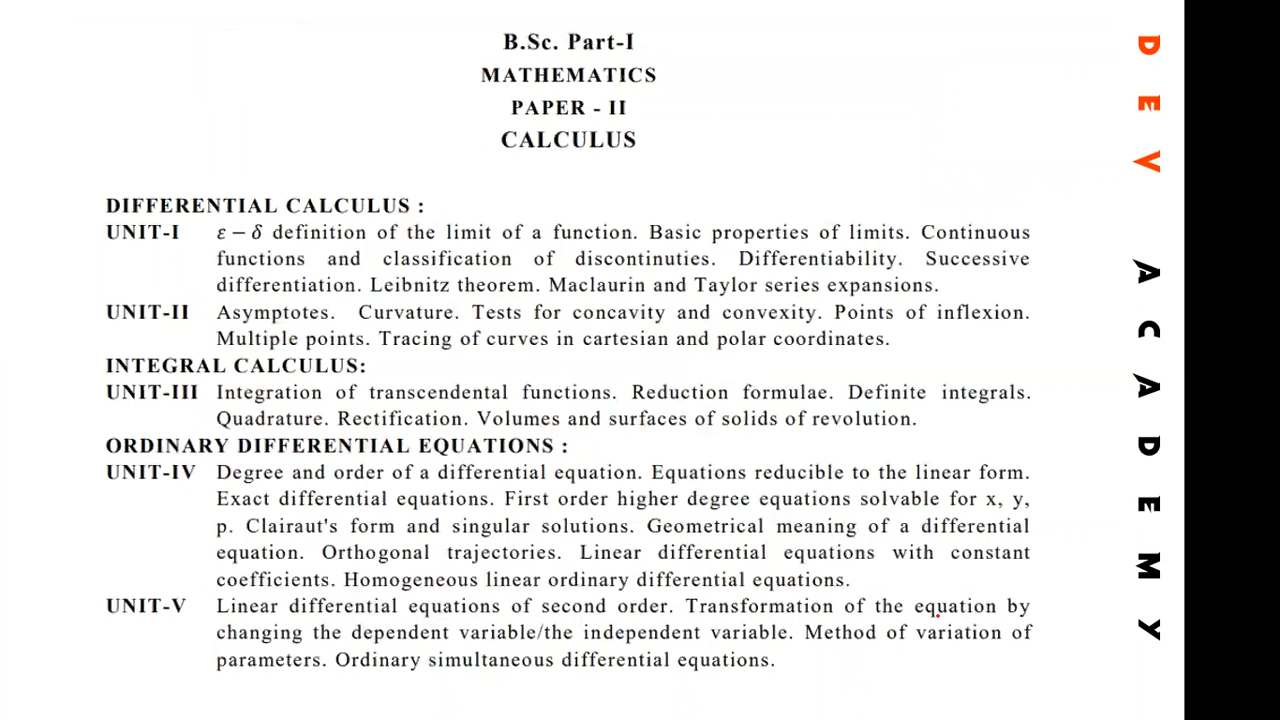 B.Sc. Part-I
MATHEMATICS
PAPER - II
CALCULUS
DIFFERENTIAL CALCULUS :
UNIT-I ε − δ definition of the limit of a function. Basic properties of limits. Continuous
functions and classification of discontinuties. Differentiability. Successive
differentiation. Leibnitz theorem. Maclaurin and Taylor series expansions.
UNIT-II Asymptotes. Curvature. Tests for concavity and convexity. Points of inflexion.
Multiple points. Tracing of curves in cartesian and polar coordinates.
INTEGRAL CALCULUS:
UNIT-III Integration of transcendental functions. Reduction formulae. Definite integrals.
Quadrature. Rectification. Volumes and surfaces of solids of revolution.
ORDINARY DIFFERENTIAL EQUATIONS :
UNIT-IV Degree and order of a differential equation. Equations reducible to the linear form.
Exact differential equations. First order higher degree equations solvable for x, y,
p. Clairaut's form and singular solutions. Geometrical meaning of a differential
equation. Orthogonal trajectories. Linear differential equations with constant
coefficients. Homogeneous linear ordinary differential equations.
UNIT-V Linear differential equations of second order. Transformation of the equation by
changing the dependent variable/the independent variable. Method of variation of
parameters. Ordinary simultaneous differential equations.
DEV ACADEMY